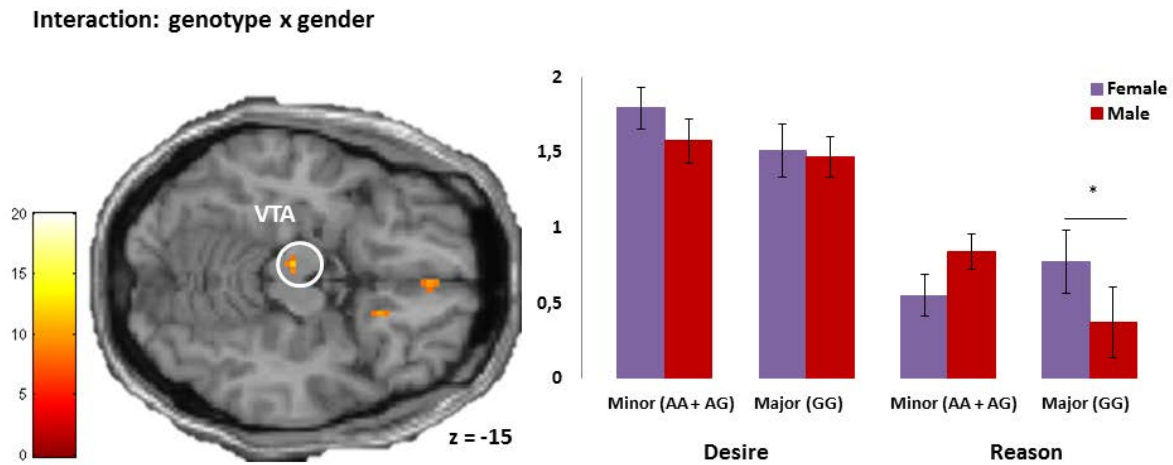 Interaction: genotype x gender
VTA
20
15
10
5
0
z = -15
2
1,5
1
0,5
0
Female
Male
*
Minor (AA + AG)
Major (GG)
Minor (AA + AG)
Major (GG)
Desire
Reason